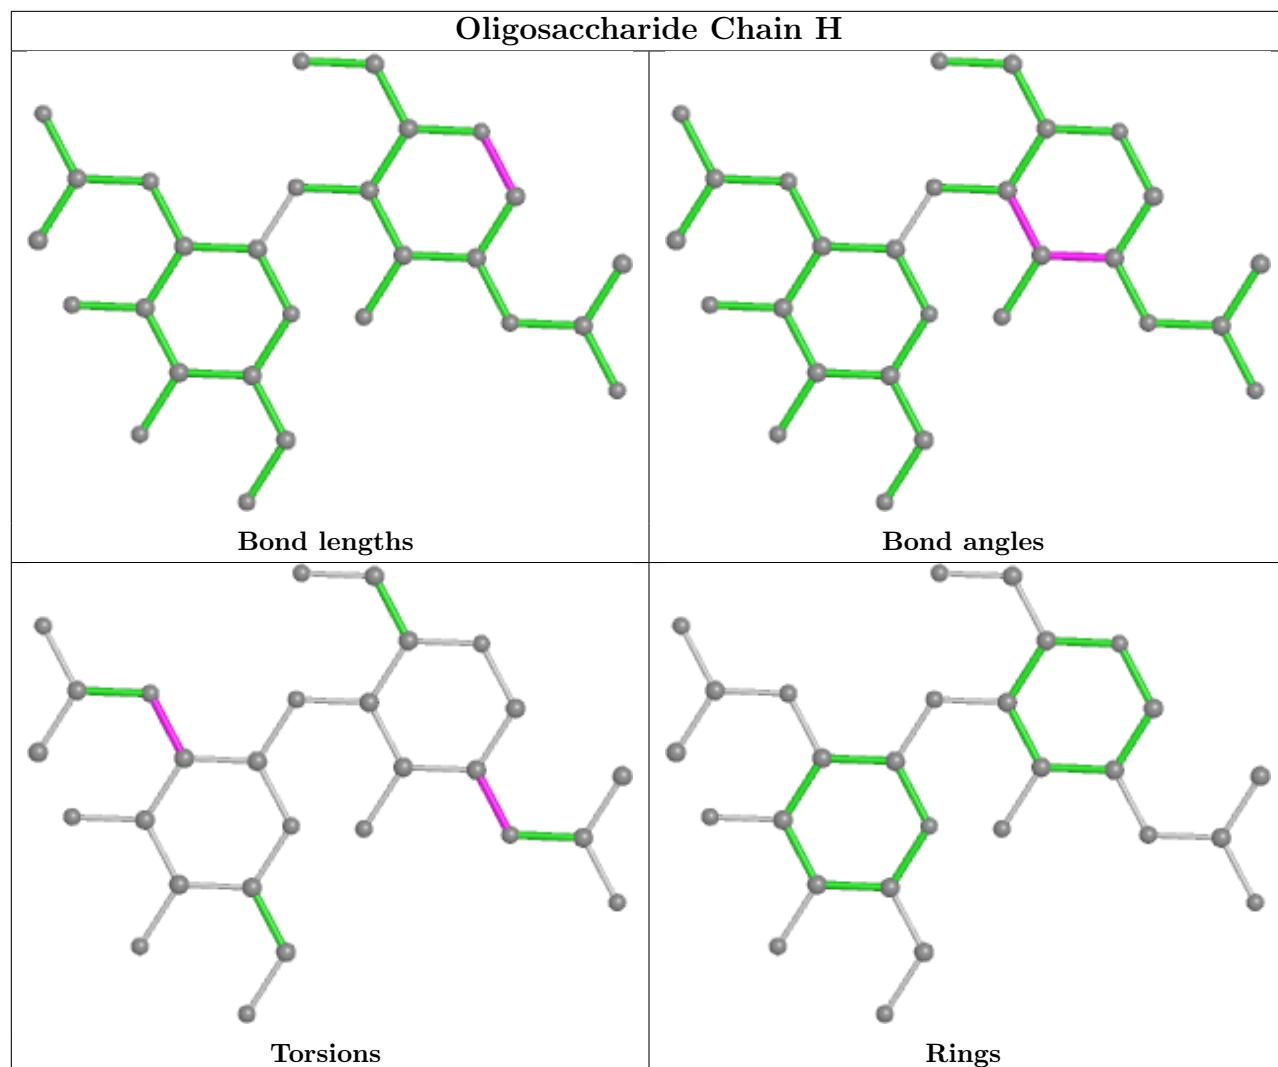 Oligosaccharide Chain H
Bond lengths
Bond angles
Torsions
Rings